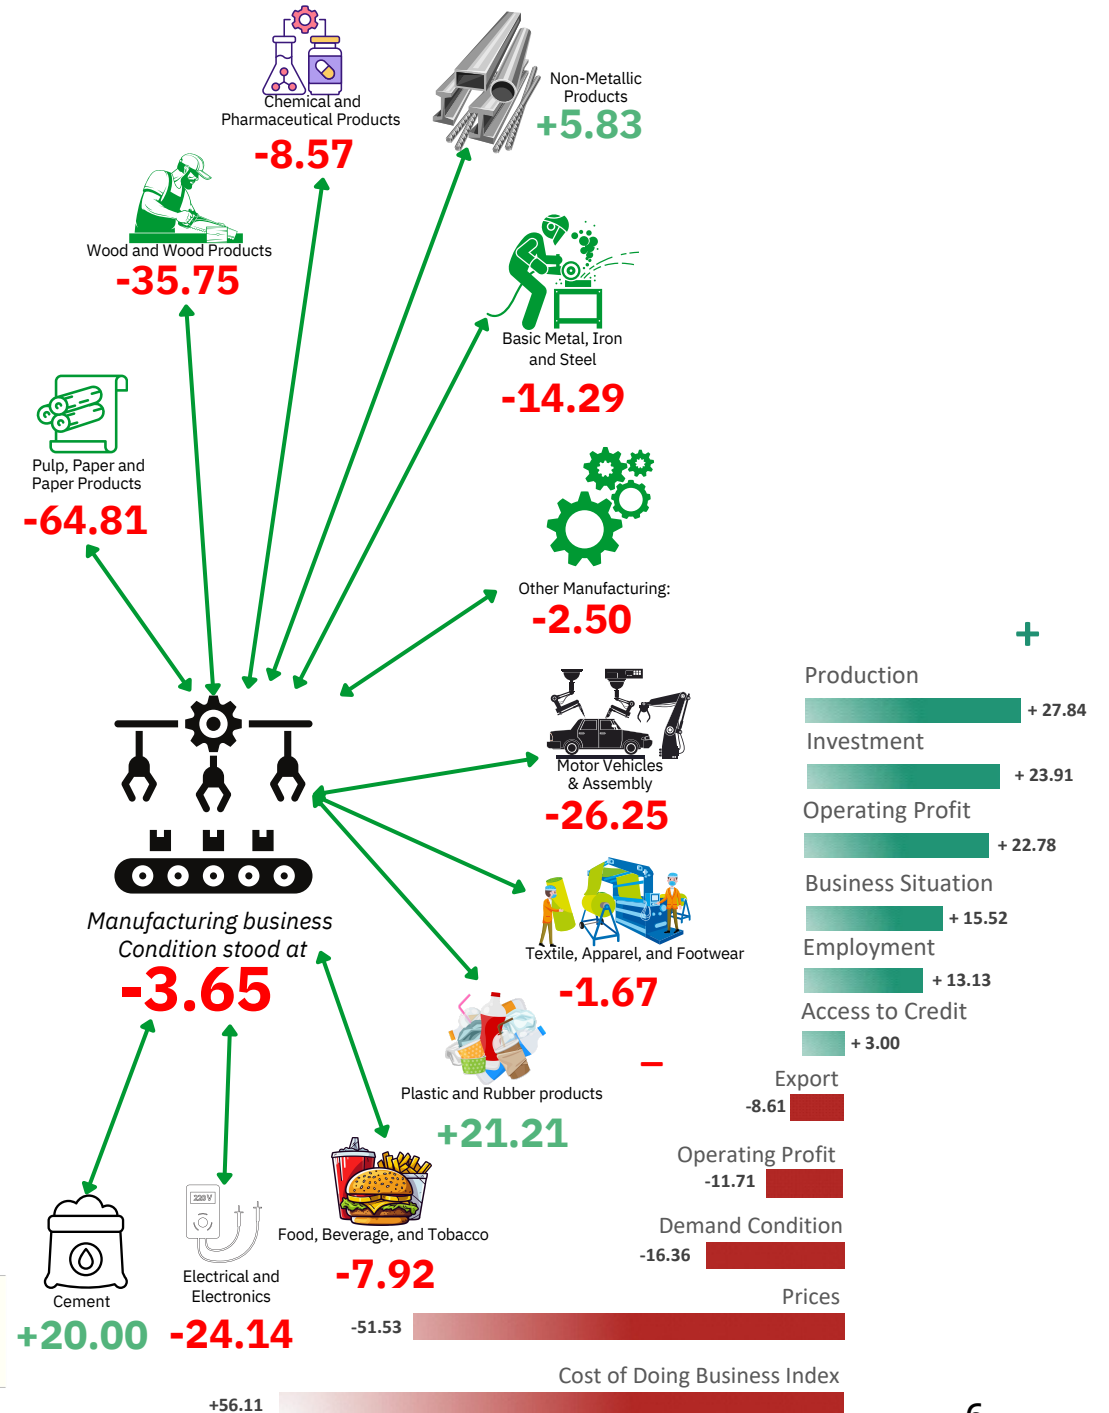 Chemical and
Pharmaceutical Products
-8.57
Non-Metallic
Products
+5.83
Wood and Wood Products
-35.75
Basic Metal, Iron
and Steel
-14.29
Pulp, Paper and
Paper Products
-64.81
Other Manufacturing:
-2.50
Motor Vehicles
& Assembly
-26.25
Manufacturing business
Condition stood at
-3.65
Textile, Apparel, and Footwear
-1.67
Plastic and Rubber products
+21.21
Food, Beverage, and Tobacco
-7.92
220 V
Electrical and
Electronics
-24.14
Cement
+20.00
+
Production
+ 27.84
Investment
+ 23.91
Operating Profit
+ 22.78
Business Situation
+ 15.52
Employment
+ 13.13
Access to Credit
+ 3.00
–
Export
-8.61
Operating Profit
-11.71
Demand Condition
-16.36
Prices
-51.53
Cost of Doing Business Index
+56.11